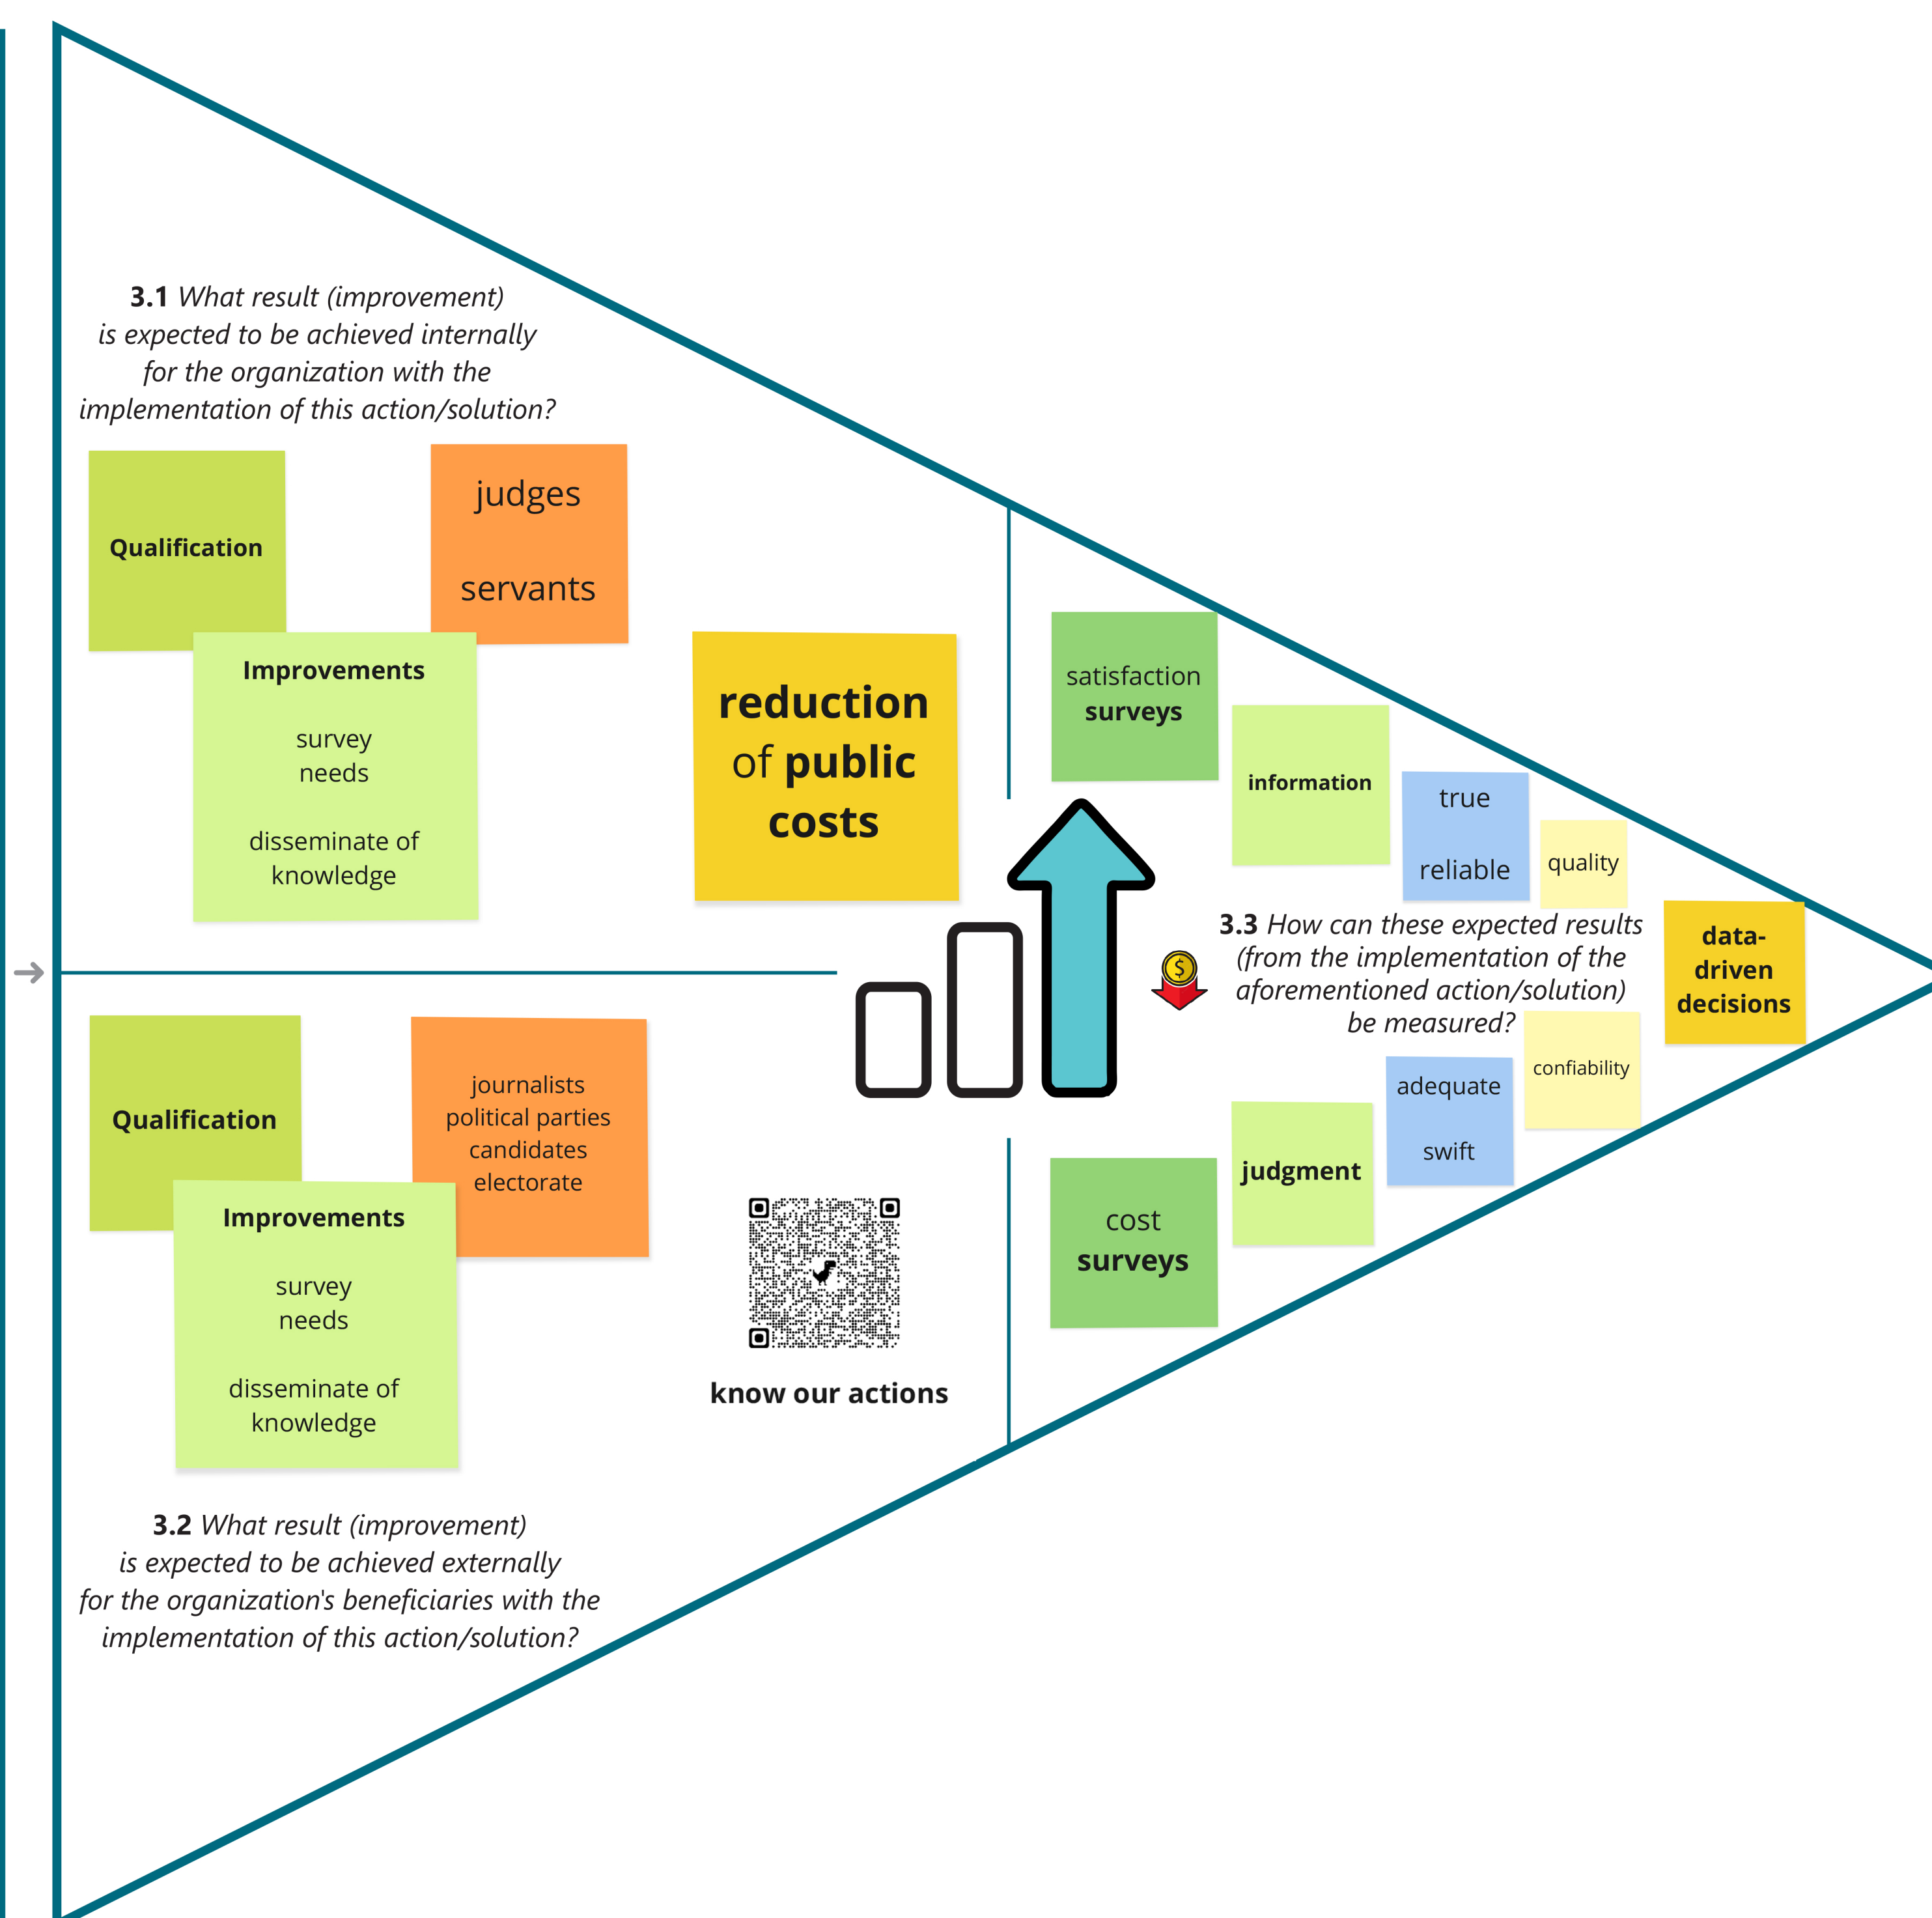 3.1 What result (improvement)
is expected to be achieved internally
for the organization with the
implementation of this action/solution?
Qualification
judges
servants
Improvements
survey
needs
disseminate of
knowledge
reduction
of public
costs
Qualification
journalists
political parties
candidates
electorate
Improvements
survey
needs
disseminate of
knowledge
know our actions
3.2 What result (improvement)
is expected to be achieved externally
for the organization's beneficiaries with the
implementation of this action/solution?
satisfaction
surveys
information
true
reliable
quality
$
3.3 How can these expected results
(from the implementation of the
aforementioned action/solution)
be measured?
data-
driven
decisions
confiability
adequate
swift
judgment
cost
surveys